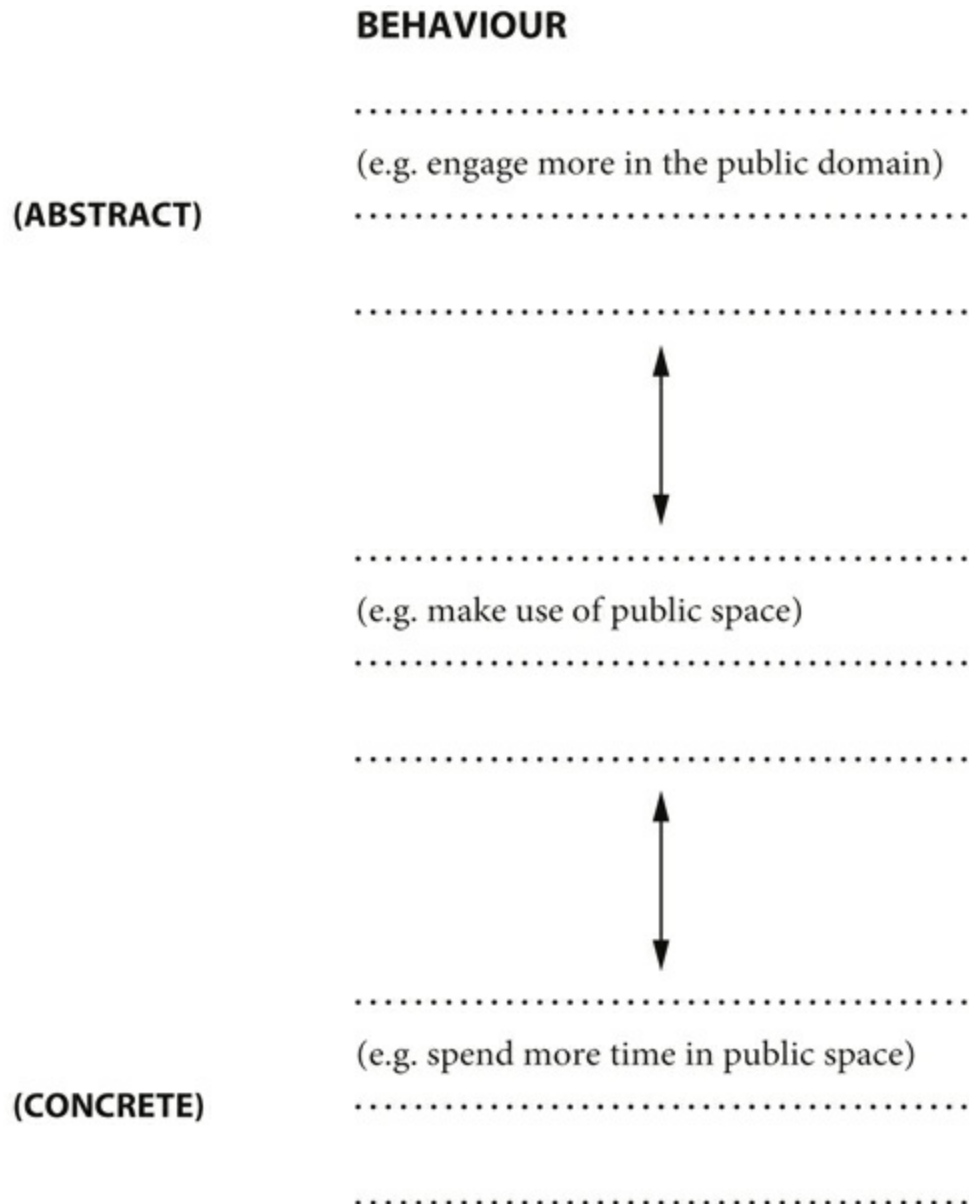 BEHAVIOUR
(e.g. engage more in the public domain)
(ABSTRACT)
(e.g. make use of public space)
(e.g. spend more time in public space)
(CONCRETE)